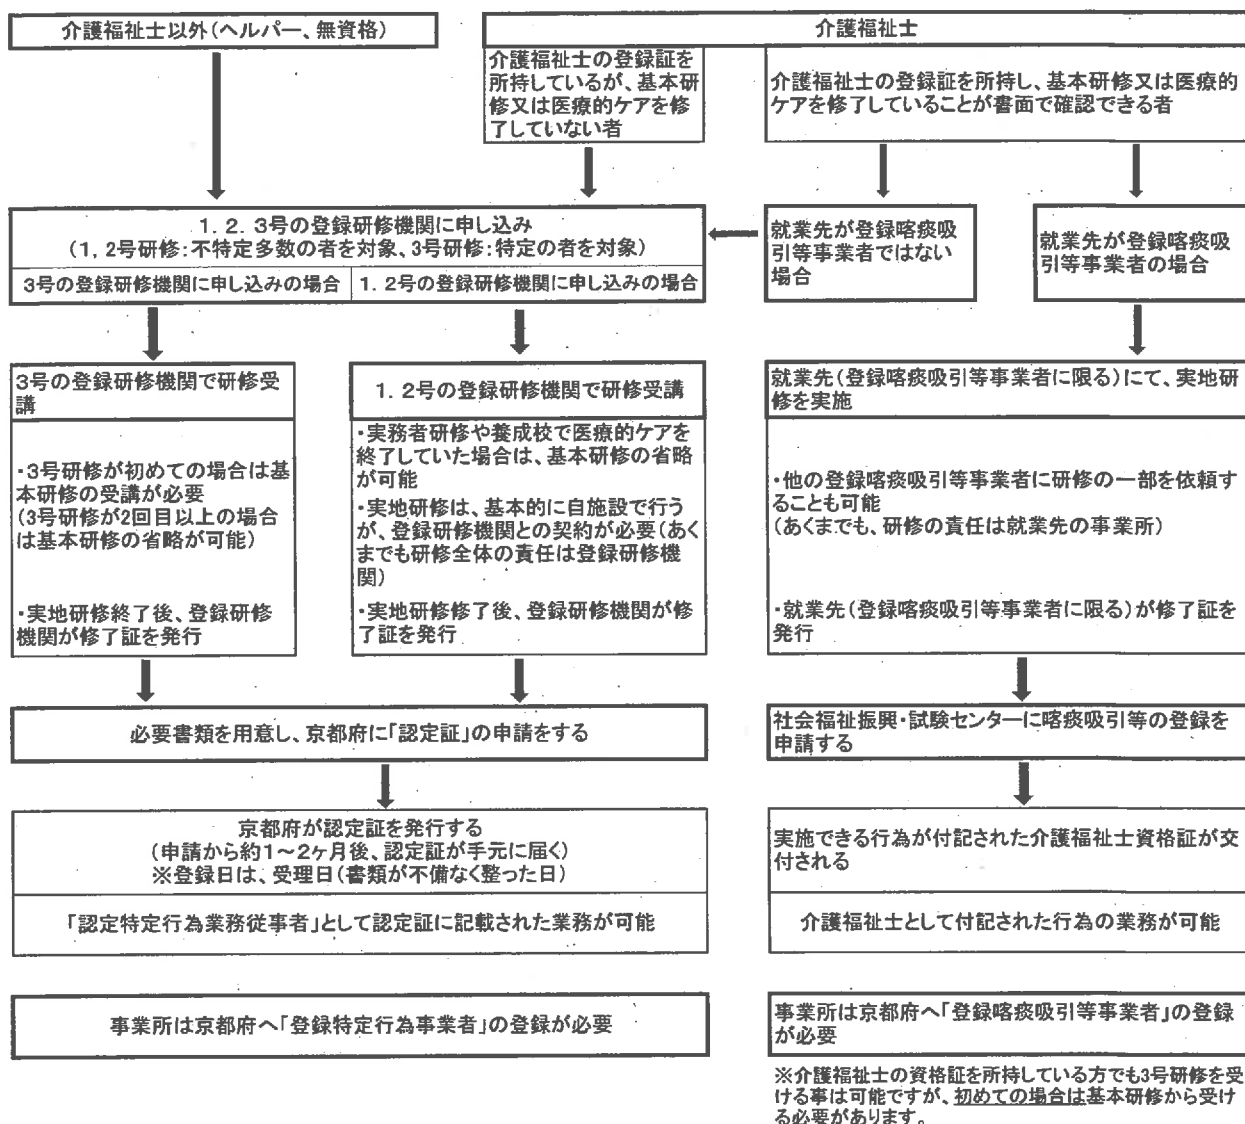 介護福祉士以外(ヘルパー、無資格)
介護福祉士
介護福祉士の登録証を
所持しているが、基本研
修又は医療的ケアを修
了していない者
介護福祉士の登録証を所持し、基本研修又は医療的
ケアを修了していることが書面で確認できる者
1. 2. 3号の登録研修機関に申し込み
(1, 2号研修:不特定多数の者を対象、3号研修:特定の者を対象)
3号の登録研修機関に申し込みの場合
1. 2号の登録研修機関に申し込みの場合
就業先が登録喀痰吸
引等事業者ではない
場合
就業先が登録喀痰吸
引等事業者の場合
3号の登録研修機関で研修受
講
・3号研修が初めての場合は基
本研修の受講が必要
(3号研修が2回目以上の場合
は基本研修の省略が可能)
・実地研修終了後、登録研修
機関が修了証を発行
1. 2号の登録研修機関で研修受講
・実務者研修や養成校で医療的ケアを
終了していた場合は、基本研修の省略
が可能
・実地研修は、基本的に自施設で行う
が、登録研修機関との契約が必要(あく
までも研修全体の責任は登録研修機
関)
・実地研修修了後、登録研修機関が修
了証を発行
就業先(登録喀痰吸引等事業者に限る)にて、実地研
修を実施
・他の登録喀痰吸引等事業者に研修の一部を依頼す
ることも可能
(あくまでも、研修の責任は就業先の事業所)
・就業先(登録喀痰吸引等事業者に限る)が修了証を
発行
必要書類を用意し、京都府に「認定証」の申請をする
社会福祉振興・試験センターに喀痰吸引等の登録を
申請する
京都府が認定証を発行する
(申請から約1~2ヶ月後、認定証が手元に届く)
※登録日は、受理日(書類が不備なく整った日)
「認定特定行為業務従事者」として認定証に記載された業務が可能
実施できる行為が付記された介護福祉士資格証が交
付される
介護福祉士として付記された行為の業務が可能
事業所は京都府へ「登録特定行為事業者」の登録が必要
事業所は京都府へ「登録喀痰吸引等事業者」の登録
が必要
※介護福祉士の資格証を所持している方でも3号研修を受
ける事は可能ですが、初めての場合は基本研修から受け
る必要があります。